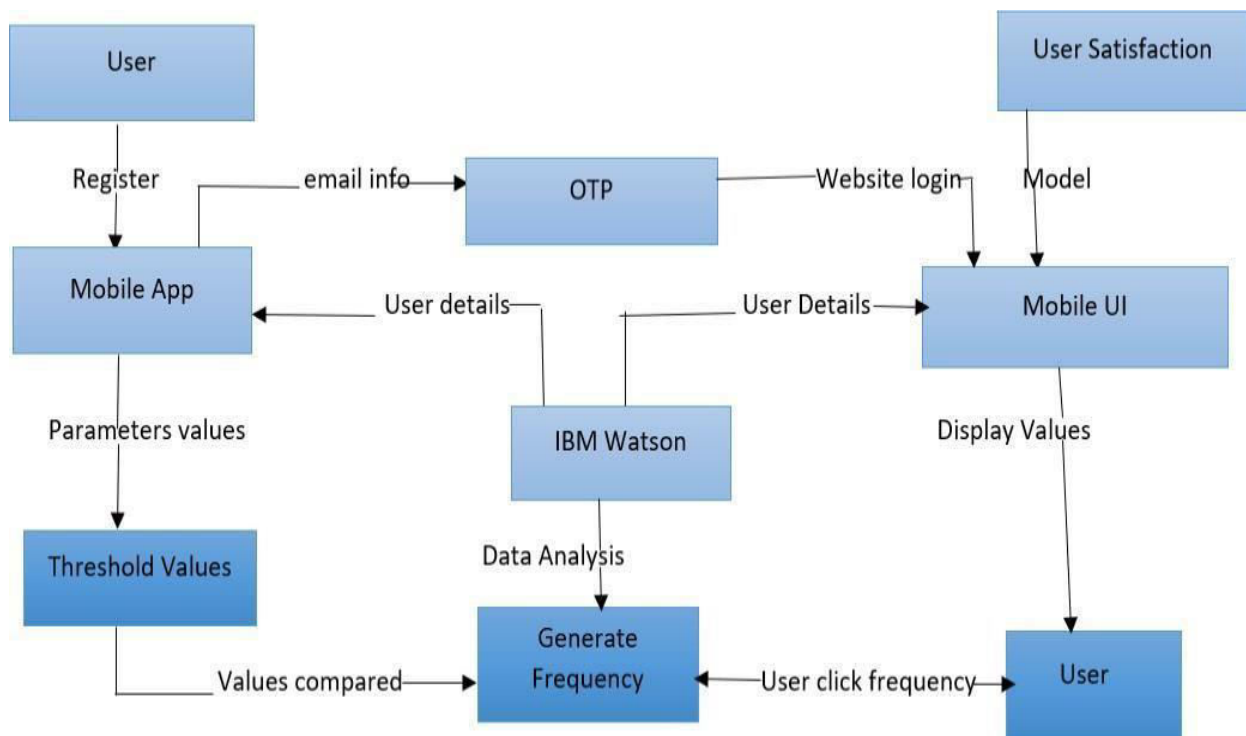 User
User Satisfaction
Register
email info
OTP
Website login
Model
Mobile App
User details
User Details
Mobile UI
Parameters values
IBM Watson
Display Values
Threshold Values
Data Analysis
Generate
Frequency
Values compared
User click frequency
User